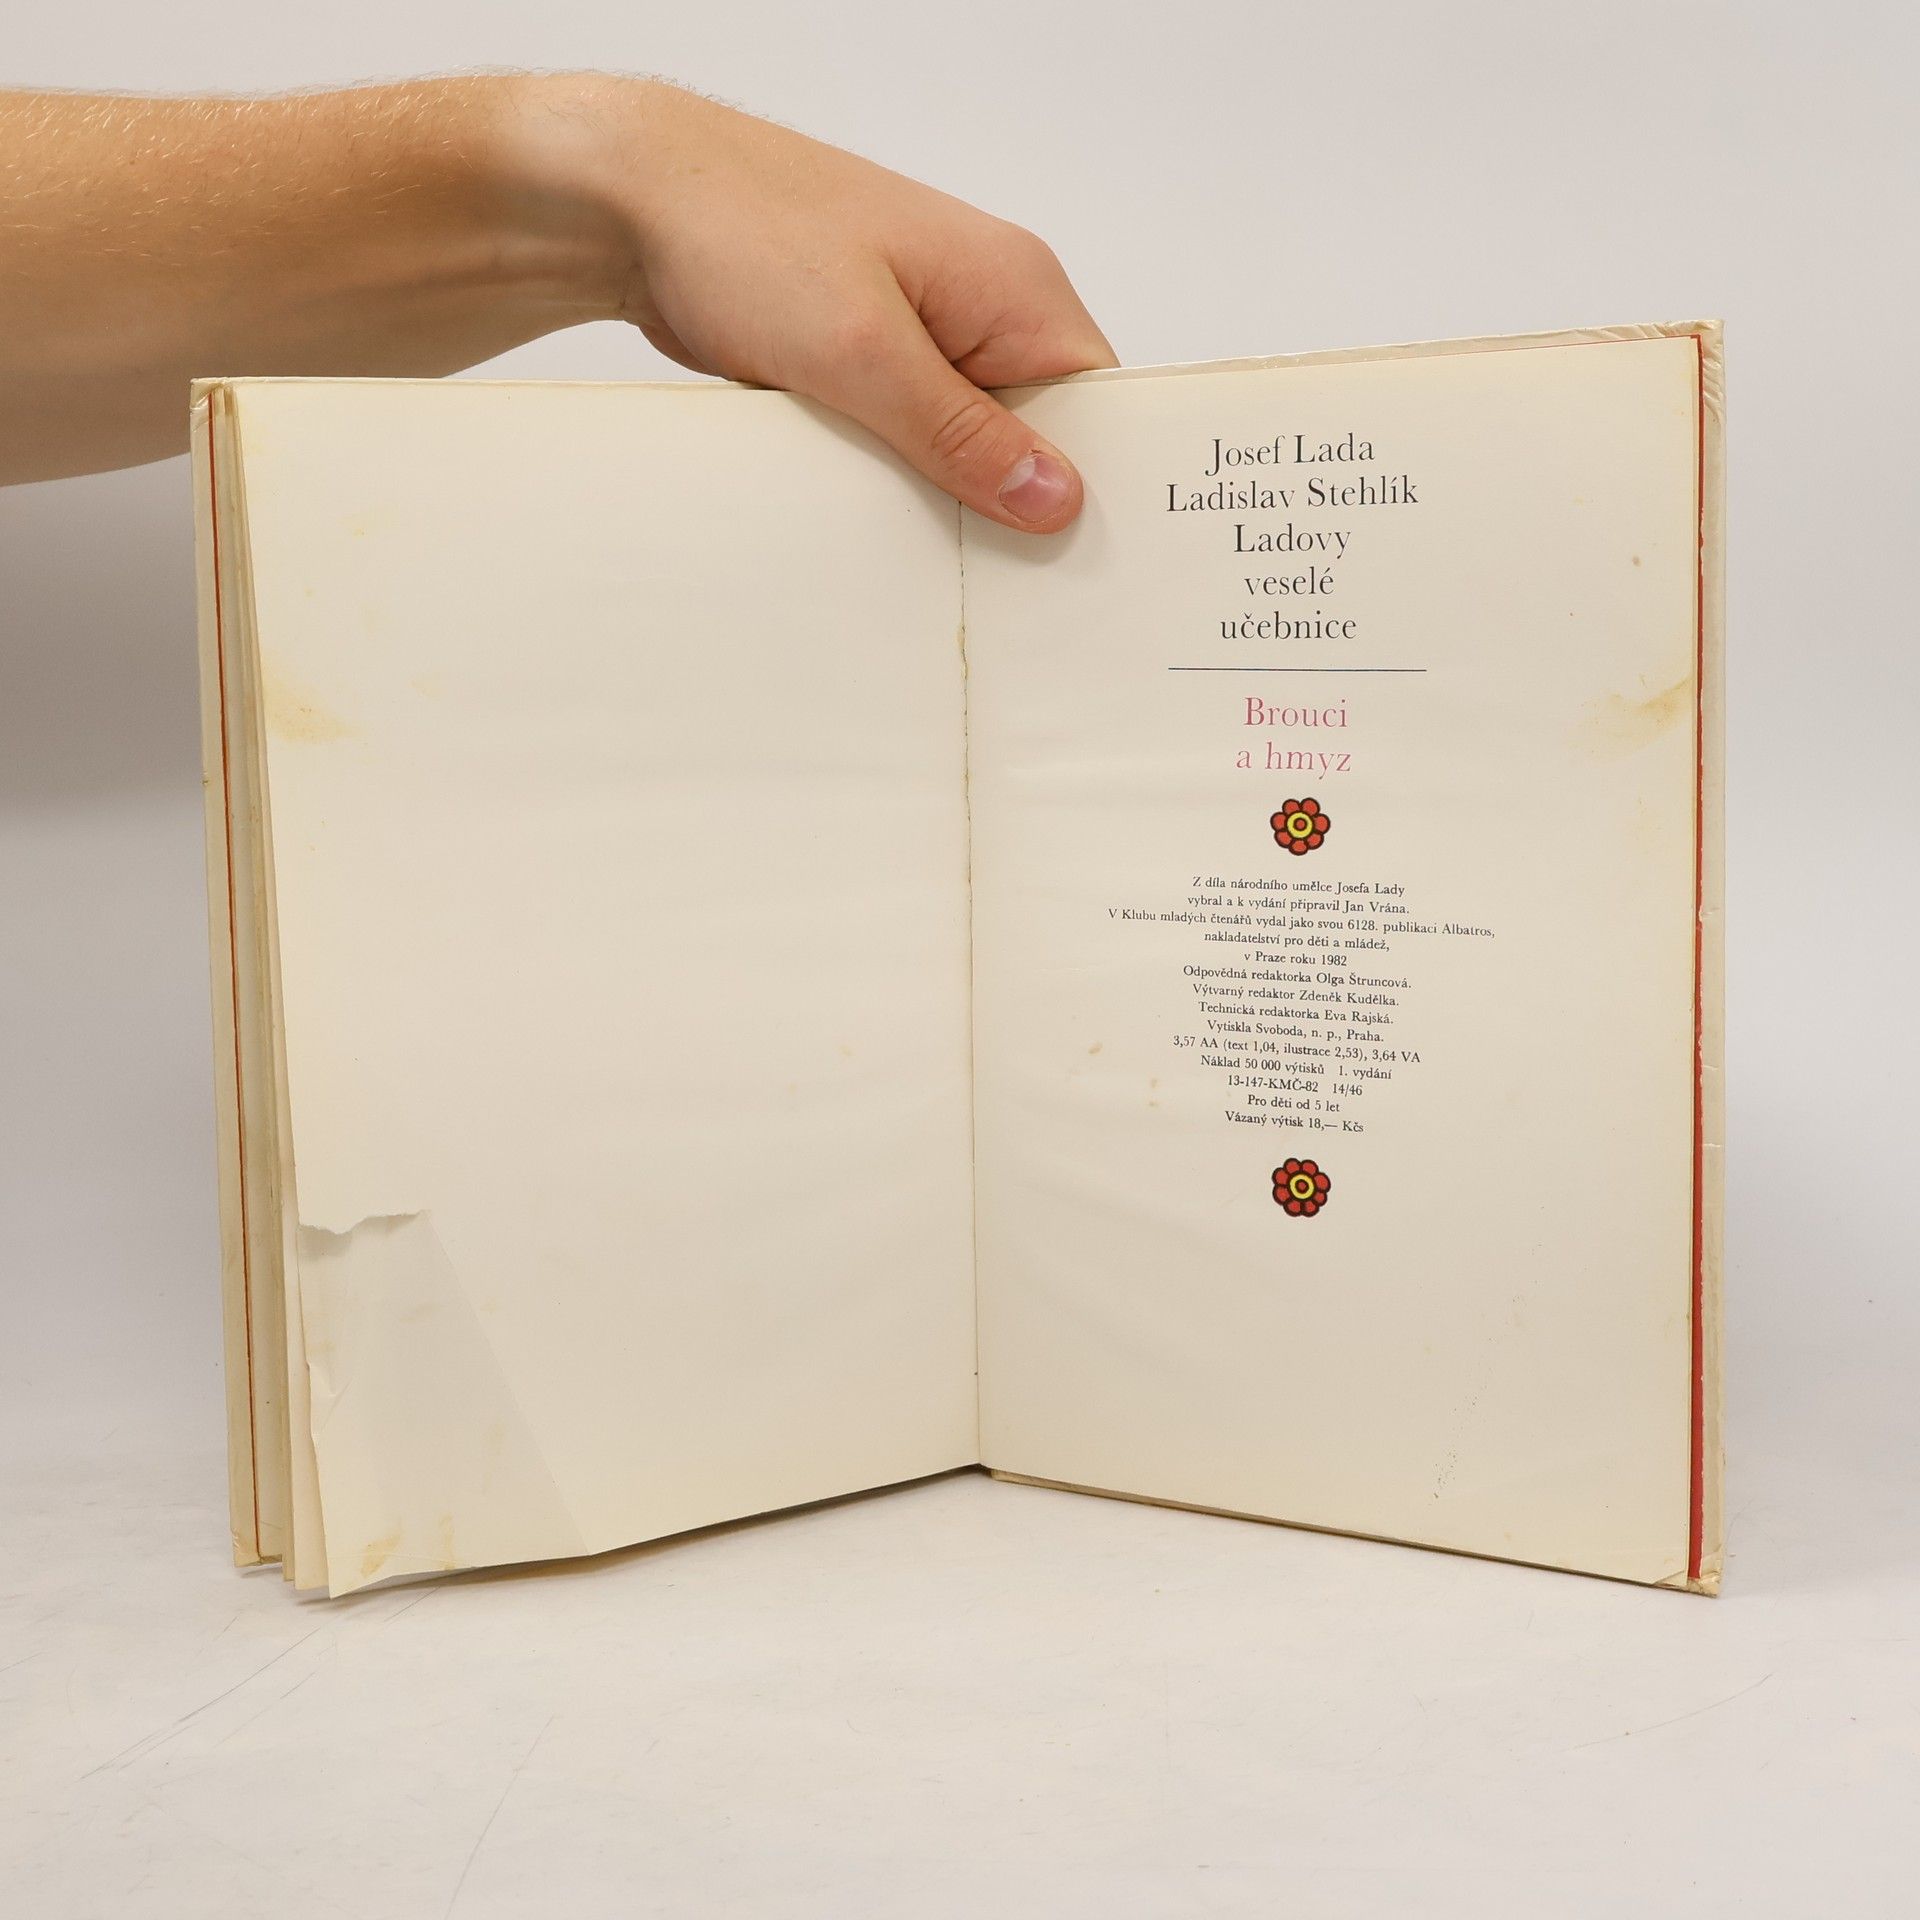 Josef Lada
Ladislav Stehlík
Ladovy
veselé
učebnice
Brouci
a hmyz
Z díla národního umělce Josefa Lady
vybral a k vydání připravil Jan Vrána.
V Klubu mladých čtenářů vydal jako svou 6128. publikaci Albatros,
nakladatelství pro děti a mládež,
v Praze roku 1982
Odpovědná redaktorka Olga Štruncová.
Výtvarný redaktor Zdeněk Kudělka.
Technická redaktorka Eva Rajská.
Vytiskla Svoboda, n. p., Praha.
3,57 AA (text 1,04, ilustrace 2,53), 3,64 VA
Náklad 50 000 výtisků 1. vydání
13-147-KMČ-82 14/46
Pro děti od 5 let
Vázaný výtisk 18,— Kčs